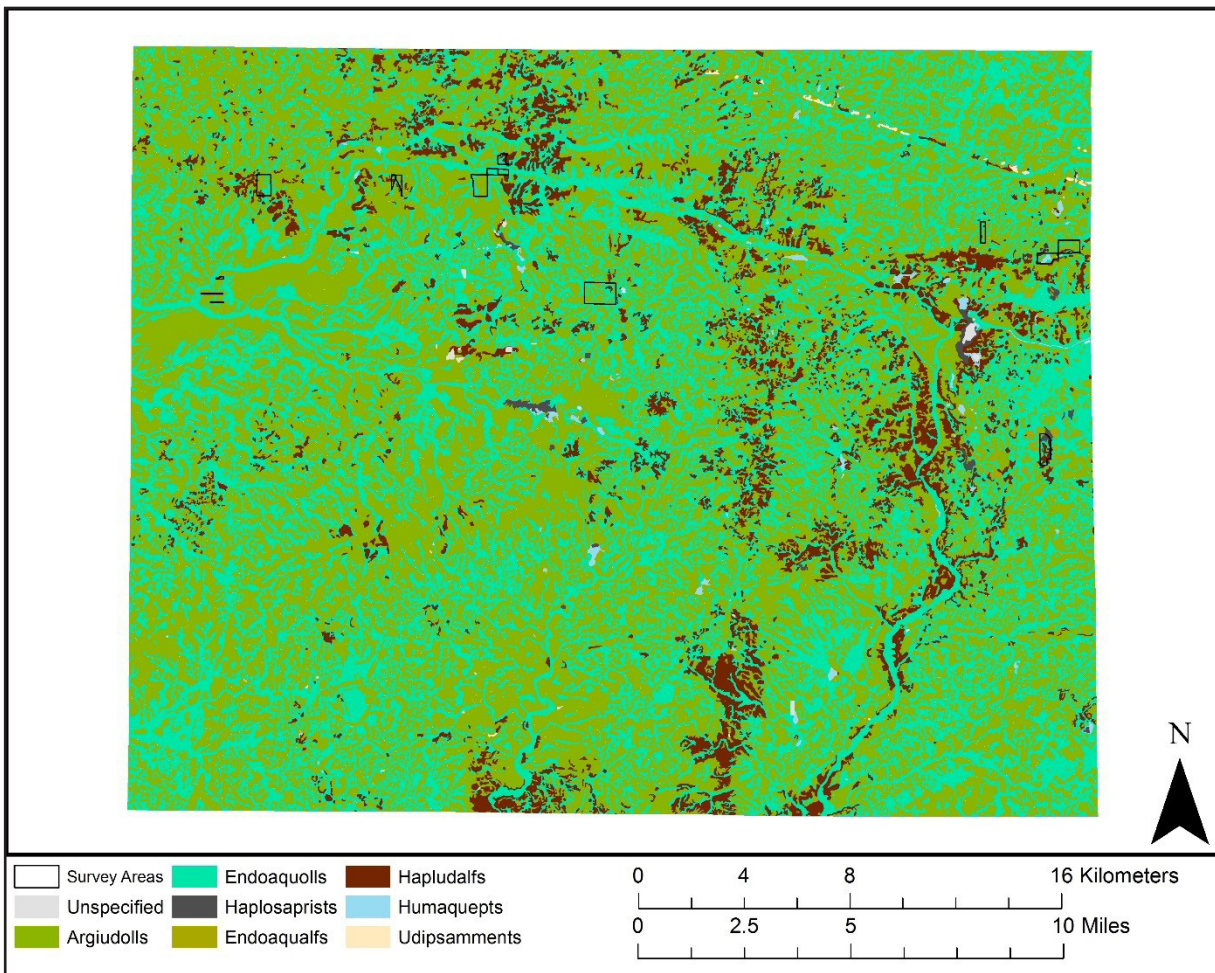 N
Survey Areas Endoaquolls Hapludalfs
Unspecified Haplosaprists Humaquepts
Argiudolls Endoaqualfs Udipsamments
0 4 8 16 Kilometers
0 2.5 5 10 Miles